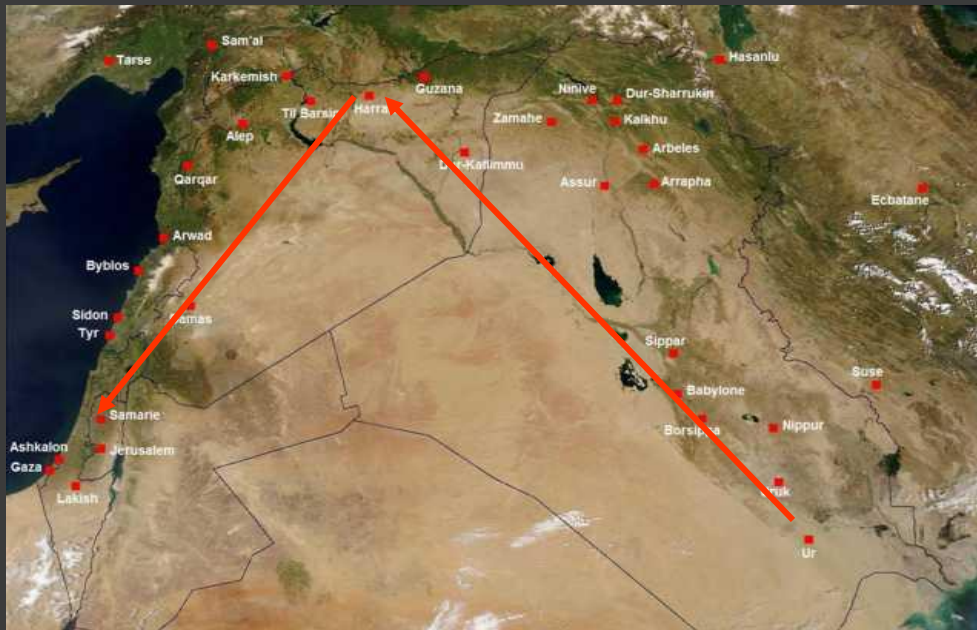 Sam'al
Tarse
Hasanlu
Karkemish
Guzana
Til Barsip
Harran
Ninive
Dur-Sharrukin
Alep
Zamahe
Kalkhu
Arbeles
Dur-Katlimmu
Qarqar
Assur
Arrapha
Ecbatane
Arwad
Byblos
Sidon
Damas
Tyr
Sippar
Suse
Babylone
Samarie
Borsippa
Nippur
Ashkalon
Jerusalem
Gaza
Lakish
Uruk
Ur